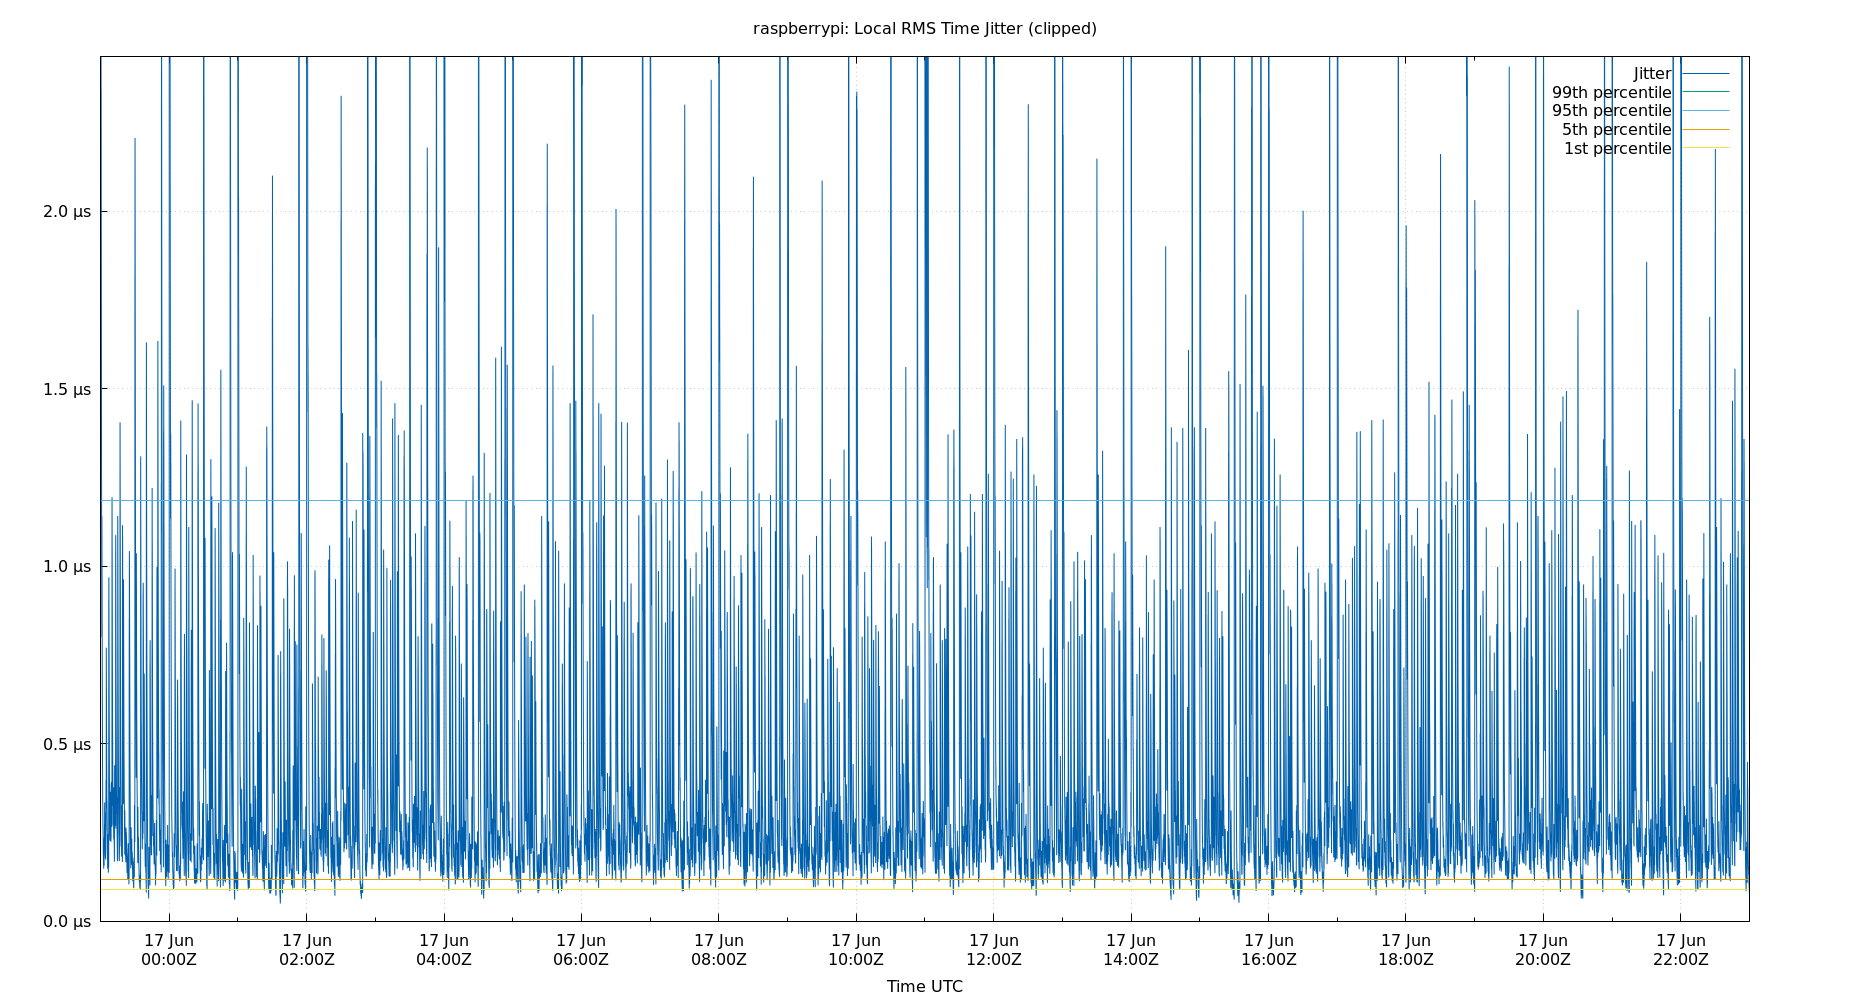 raspberrypi: Local RMS Time Jitter (clipped)
Jitter
99th percentile
95th percentile
5th percentile
1st percentile
2.0 µs
1.5 µs
1.0 µs
0.5 µs
0.0 µs
17 Jun 17 Jun 17 Jun 17 Jun 17 Jun 17 Jun 17 Jun 17 Jun 17 Jun 17 Jun 17 Jun 17 Jun
00:00Z 02:00Z 04:00Z 06:00Z 08:00Z 10:00Z 12:00Z 14:00Z 16:00Z 18:00Z 20:00Z 22:00Z
Time UTC